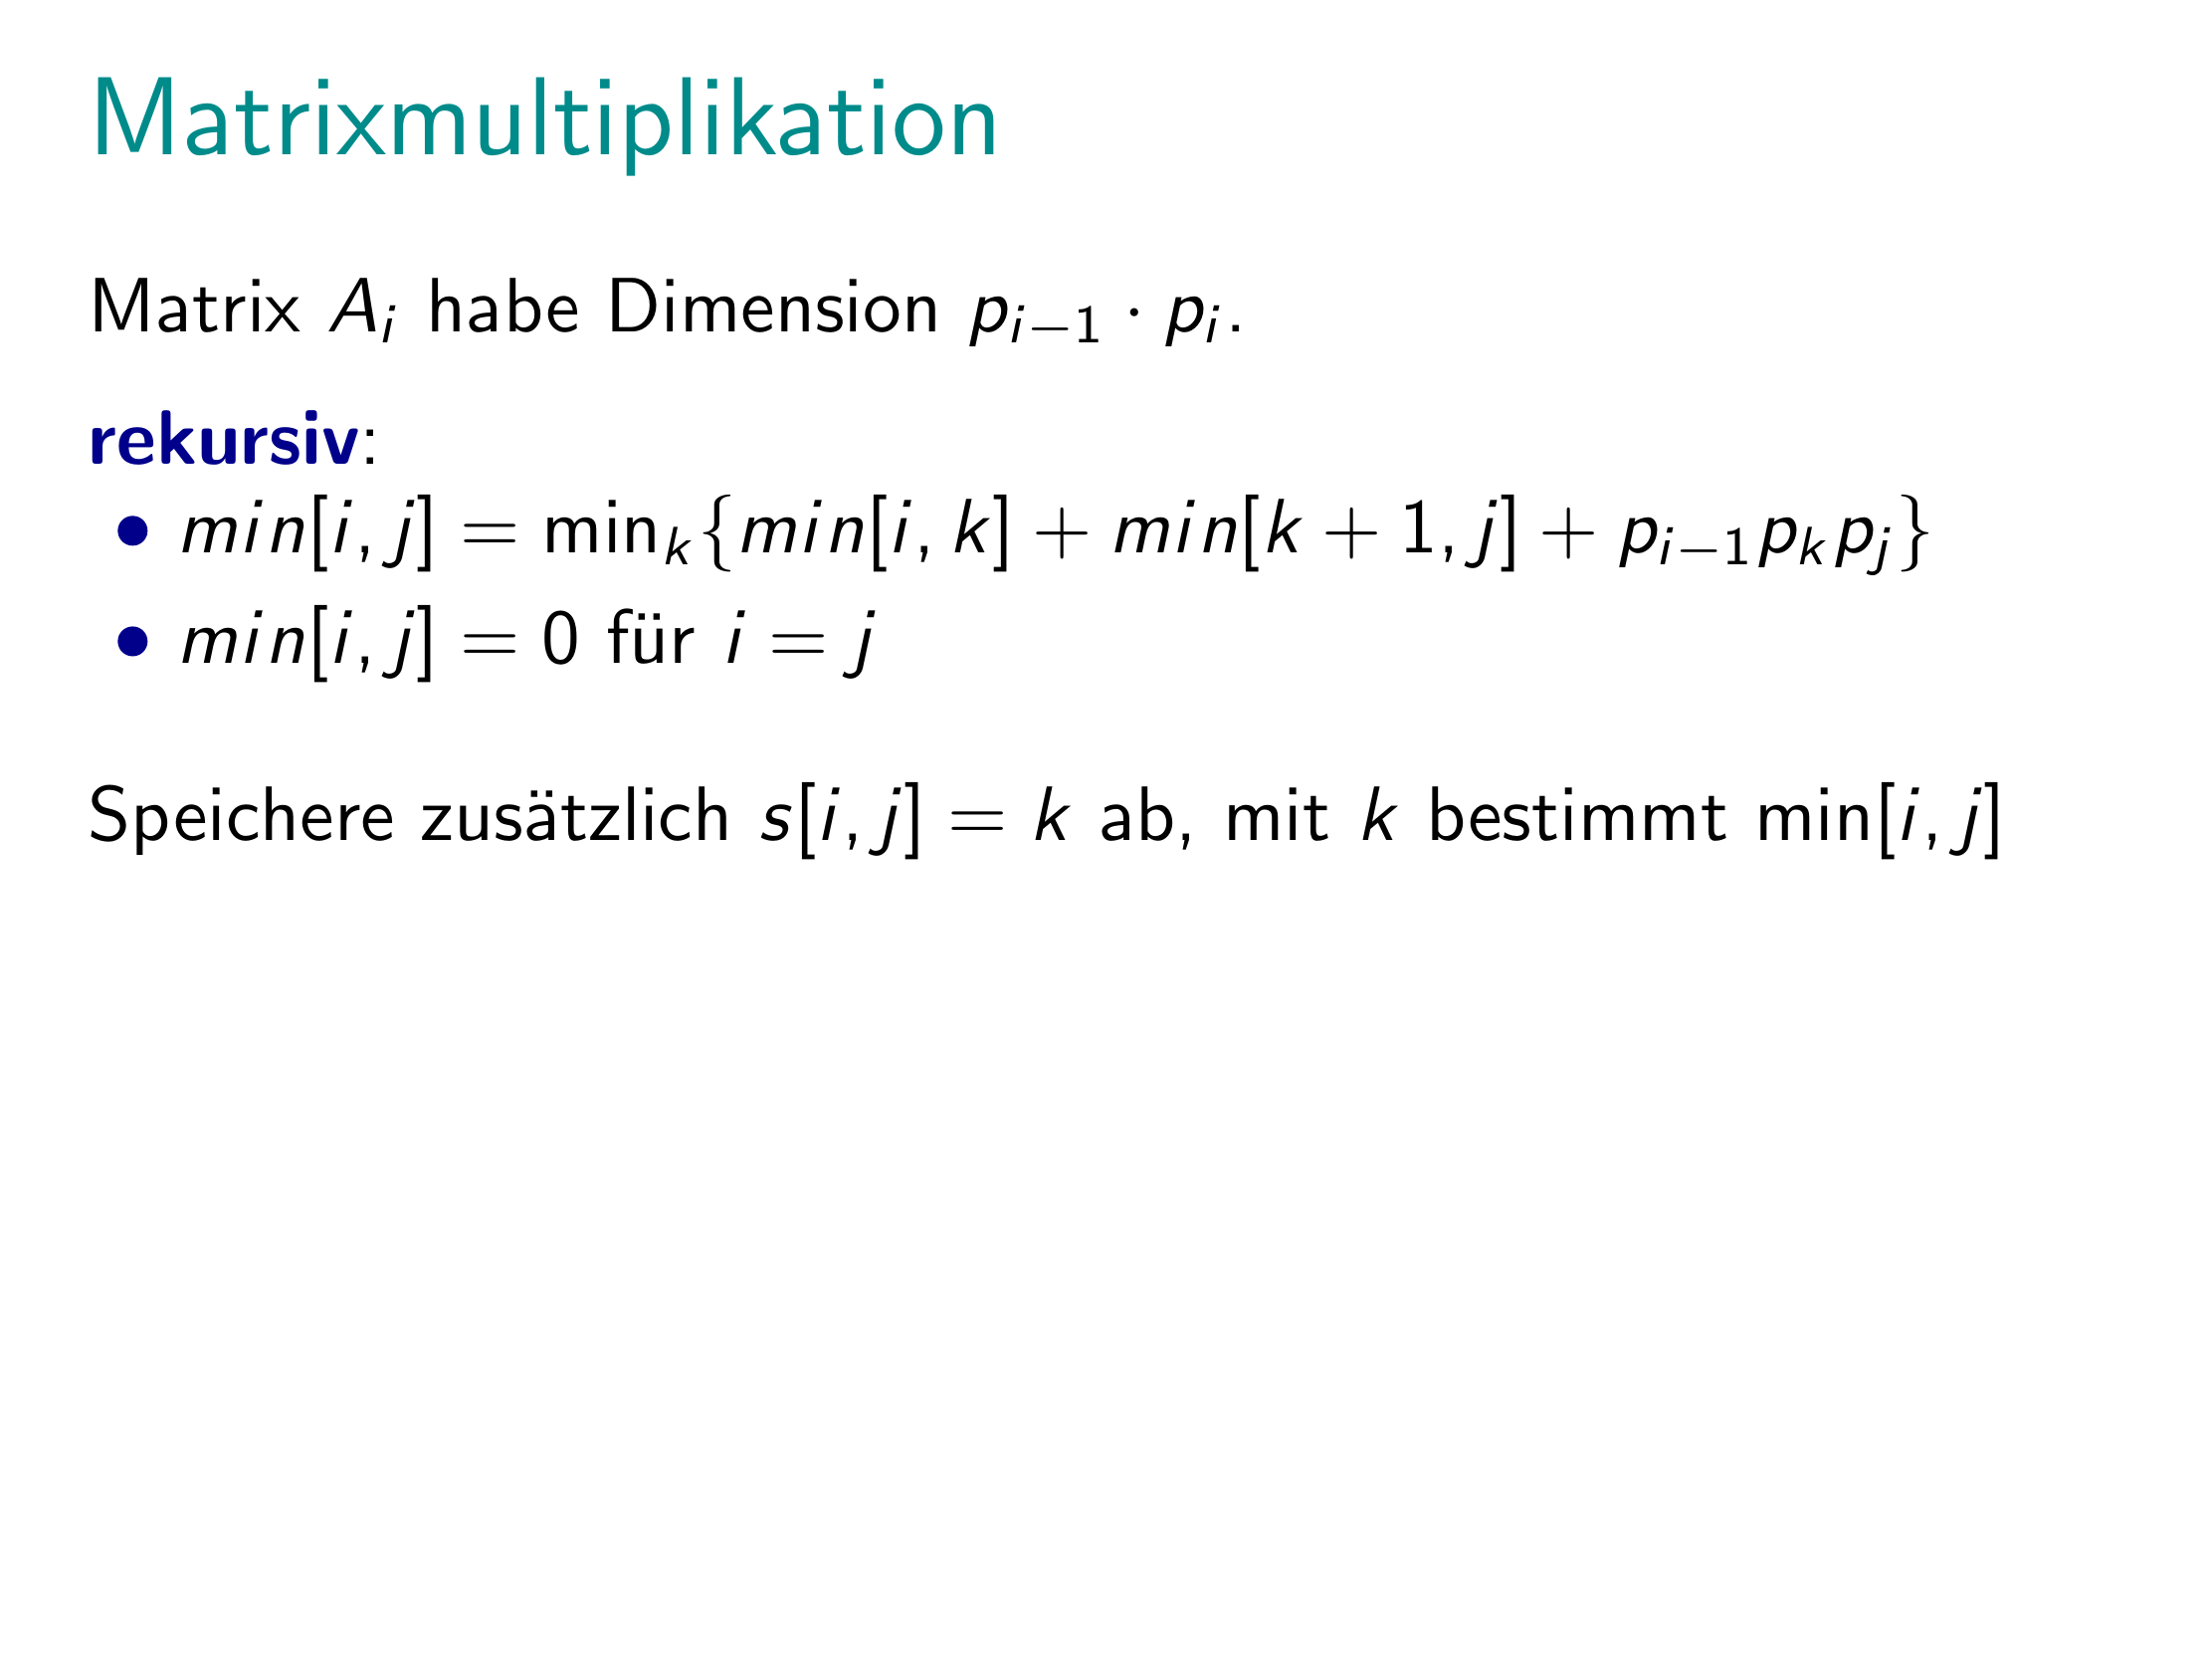 Matrixmultiplikation
Matrix A_i habe Dimension p_{i−1} · p_i.
rekursiv:
• min[i, j] = min_k{min[i, k] + min[k + 1, j] + p_{i−1}p_kp_j}
• min[i, j] = 0 für i = j
Speichere zusätzlich s[i, j] = k ab, mit k bestimmt min[i, j]